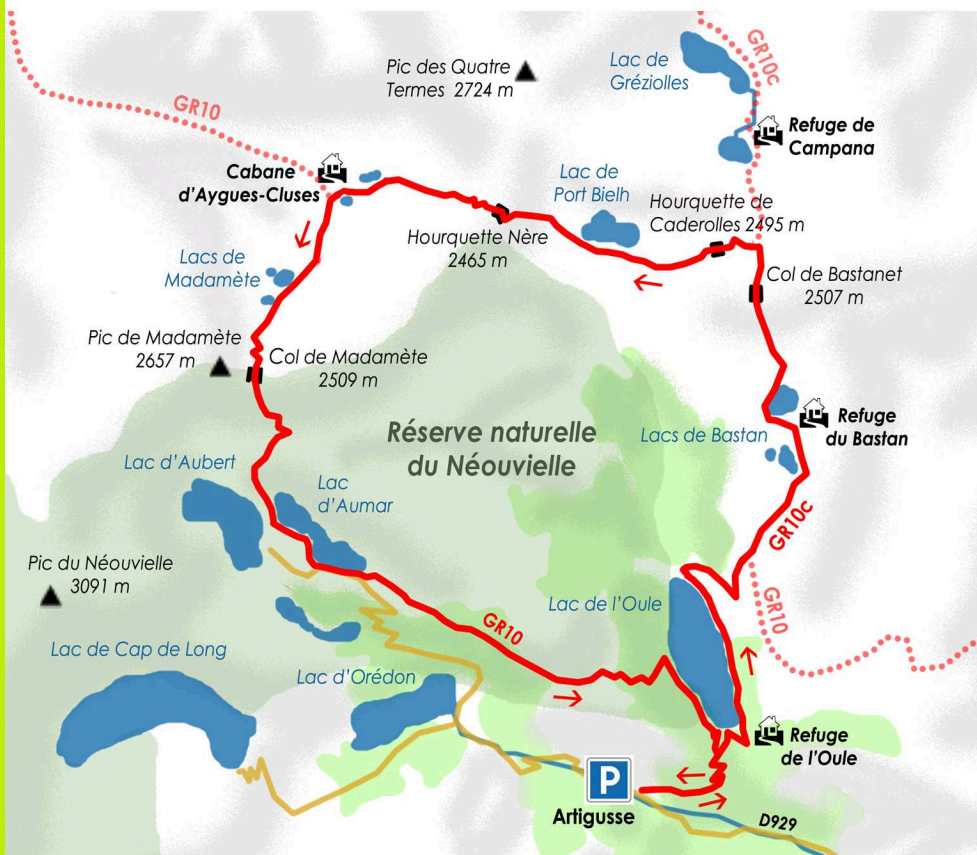 GR10c
Lac de
Gréziolles
Pic des Quatre
Termes 2724 m
GR10
Refuge de
Campana
Cabane
d'Aygues-Cluses
Lac de
Port Bielh
Hourquette de
Caderolles 2495 m
Hourquette Nère
2465 m
Lacs de
Madamète
Col de Bastanet
2507 m
Pic de Madamète
2657 m
Col de Madamète
2509 m
Réserve naturelle
du Néouvielle
Refuge
du Bastan
Lacs de Bastan
Lac d'Aubert
Lac
d'Aumar
GR10c
Pic du Néouvielle
3091 m
Lac de l'Oule
GR10
GR10
Lac de Cap de Long
Lac d'Orédon
Refuge
de l'Oule
P
Artigusse
D929